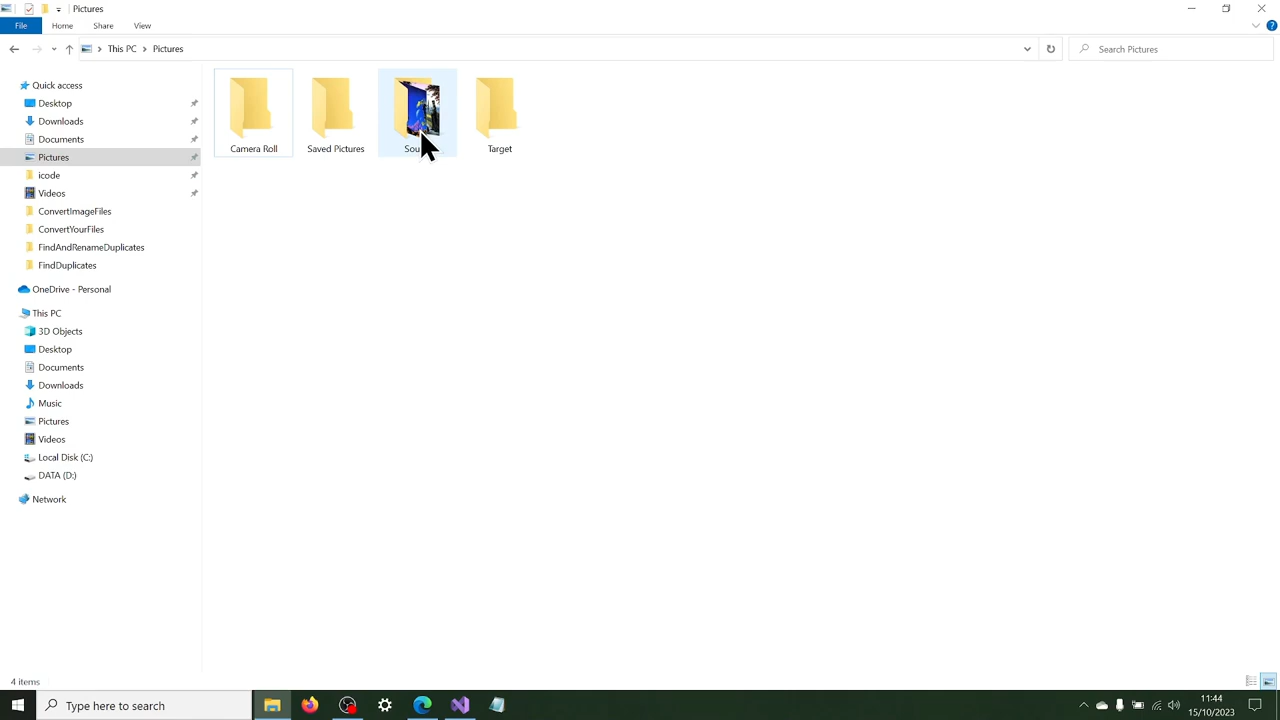 Pictures
File Home Share View
This PC Pictures
Search Pictures
Quick access
Desktop
Downloads
Documents
Pictures
icode
Videos
ConvertImageFiles
ConvertYourFiles
FindAndRenameDuplicates
FindDuplicates
OneDrive - Personal
This PC
3D Objects
Desktop
Documents
Downloads
Music
Pictures
Videos
Local Disk (C:)
DATA (D:)
Network
Camera Roll Saved Pictures Target
4 items
Type here to search
11:44
15/10/2023